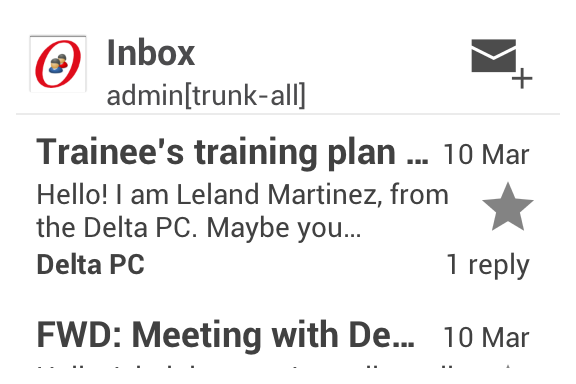 Inbox
admin[trunk-all]
Trainee's training plan ... 10 Mar
Hello! I am Leland Martinez, from
the Delta PC. Maybe you...
Delta PC 1 reply
FWD: Meeting with De... 10 Mar